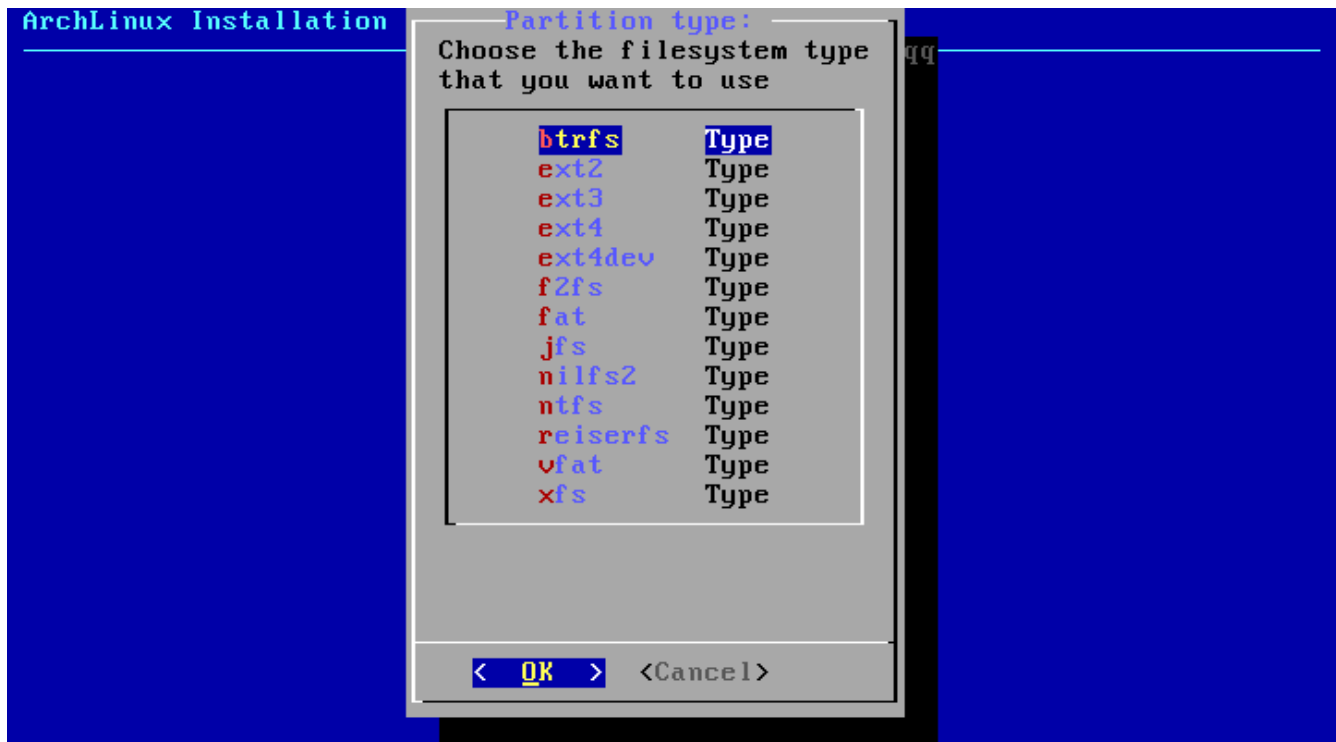 ArchLinux Installation
Partition type:
Choose the filesystem type
that you want to use
qq
btrfs Type
ext2 Type
ext3 Type
ext4 Type
ext4dev Type
f2fs Type
fat Type
jfs Type
nilfs2 Type
ntfs Type
reiserfs Type
vfat Type
xfs Type
< OK > <Cancel>